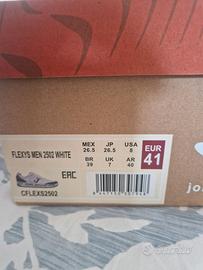 FLEXYS MEN 2502 WHITE
MEX JP USA
26.5 26.5 8
EUR
41
BR UK AR
39 7 40
EAC
CFLEXS2502
jo